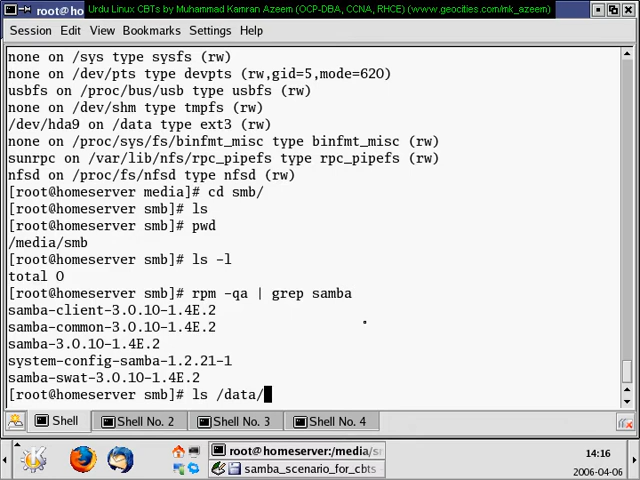 root@ho
Urdu Linux CBTs by Muhammad Kamran Azeem (OCP-DBA, CCNA, RHCE) (www.geocities.com/mk_azeem)
Session Edit View Bookmarks Settings Help
none on /sys type sysfs (rw)
none on /dev/pts type devpts (rw,gid=5,mode=620)
usbfs on /proc/bus/usb type usbfs (rw)
none on /dev/shm type tmpfs (rw)
/dev/hda9 on /data type ext3 (rw)
none on /proc/sys/fs/binfmt_misc type binfmt_misc (rw)
sunrpc on /var/lib/nfs/rpc_pipefs type rpc_pipefs (rw)
nfsd on /proc/fs/nfsd type nfsd (rw)
[root@homeserver media]# cd smb/
[root@homeserver smb]# ls
[root@homeserver smb]# pwd
/media/smb
[root@homeserver smb]# ls -l
total 0
[root@homeserver smb]# rpm -qa | grep samba
samba-client-3.0.10-1.4E.2
samba-common-3.0.10-1.4E.2
samba-3.0.10-1.4E.2
system-config-samba-1.2.21-1
samba-swat-3.0.10-1.4E.2
[root@homeserver smb]# ls /data/
Shell Shell No. 2 Shell No. 3 Shell No. 4
root@homeserver:/media/sm
samba_scenario_for_cbts
14:16
2006-04-06